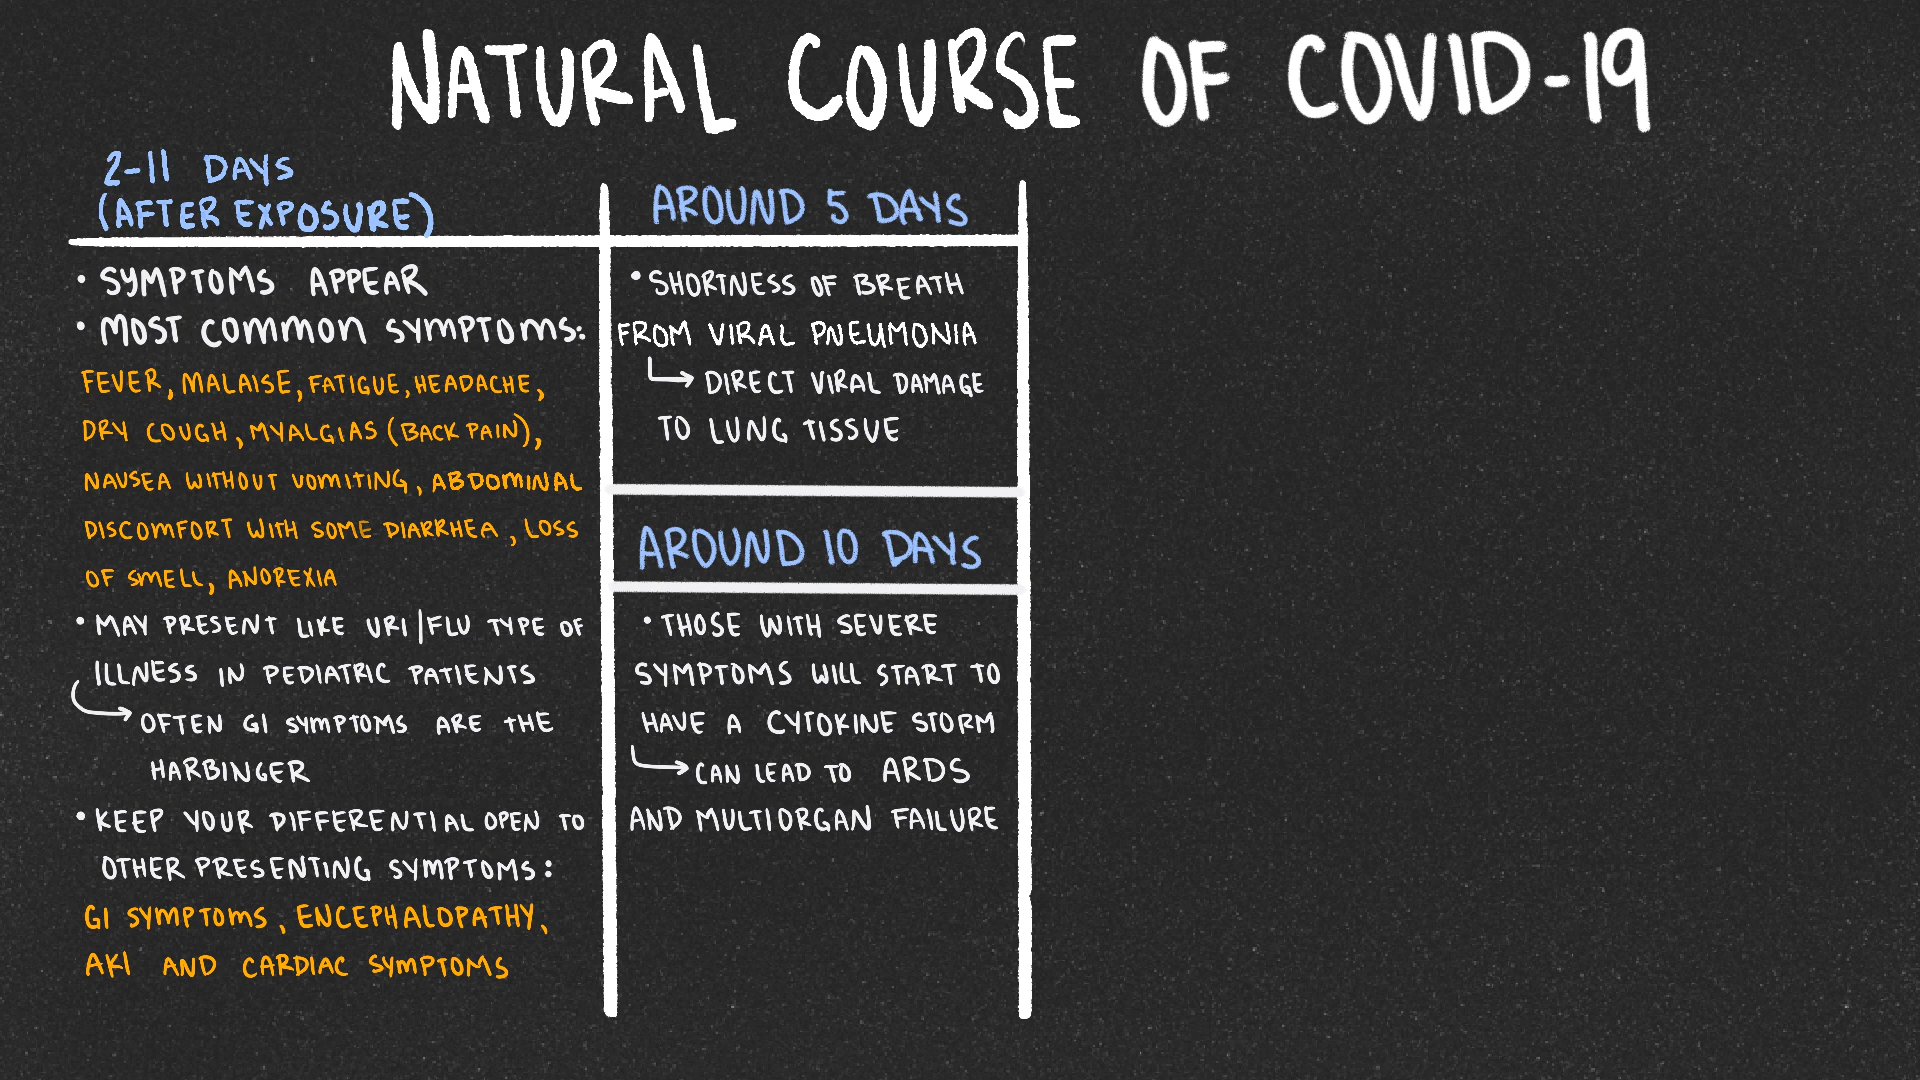 NATURAL COURSE OF COVID-19
2-11 DAYS
(AFTER EXPOSURE)
• SYMPTOMS APPEAR
• MOST COMMON SYMPTOMS:
FEVER, MALAISE, FATIGUE, HEADACHE,
DRY COUGH, MYALGIAS (BACK PAIN),
NAUSEA WITHOUT VOMITING, ABDOMINAL
DISCOMFORT WITH SOME DIARRHEA, LOSS
OF SMELL, ANOREXIA
• MAY PRESENT LIKE URI/FLU TYPE OF
ILLNESS IN PEDIATRIC PATIENTS
→ OFTEN GI SYMPTOMS ARE THE
HARBINGER
• KEEP YOUR DIFFERENTIAL OPEN TO
OTHER PRESENTING SYMPTOMS:
GI SYMPTOMS, ENCEPHALOPATHY,
AKI AND CARDIAC SYMPTOMS
AROUND 5 DAYS
• SHORTNESS OF BREATH
FROM VIRAL PNEUMONIA
→ DIRECT VIRAL DAMAGE
TO LUNG TISSUE
AROUND 10 DAYS
• THOSE WITH SEVERE
SYMPTOMS WILL START TO
HAVE A CYTOKINE STORM
→ CAN LEAD TO ARDS
AND MULTIORGAN FAILURE